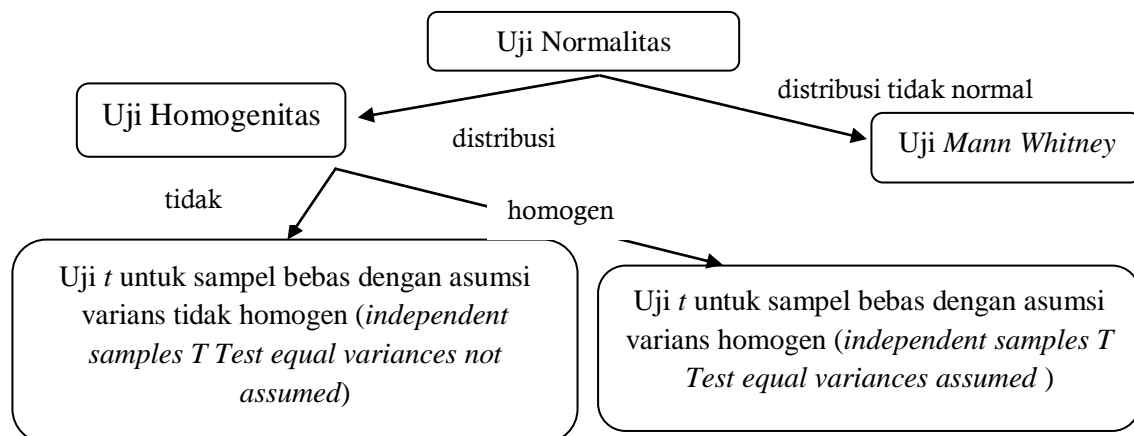 Uji Normalitas
distribusi tidak normal
Uji Homogenitas
distribusi
Uji Mann Whitney
tidak
homogen
Uji t untuk sampel bebas dengan asumsi
varians tidak homogen (independent
samples T Test equal variances not
assumed)
Uji t untuk sampel bebas dengan asumsi
varians homogen (independent samples T
Test equal variances assumed )